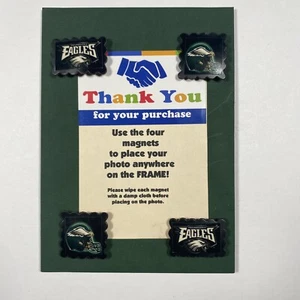 EAGLES
Thank You
for your purchase
Use the four
magnets
to place your
photo anywhere
on the FRAME!
Please wipe each magnet
with a damp cloth before
placing on the photo.
EAGLES